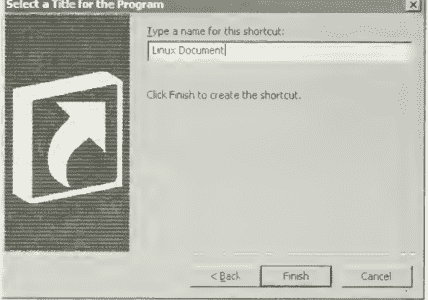 Select a Title for the Program
Type a name for this shortcut:
Linux Document
Click Finish to create the shortcut.
< Back
Finish
Cancel